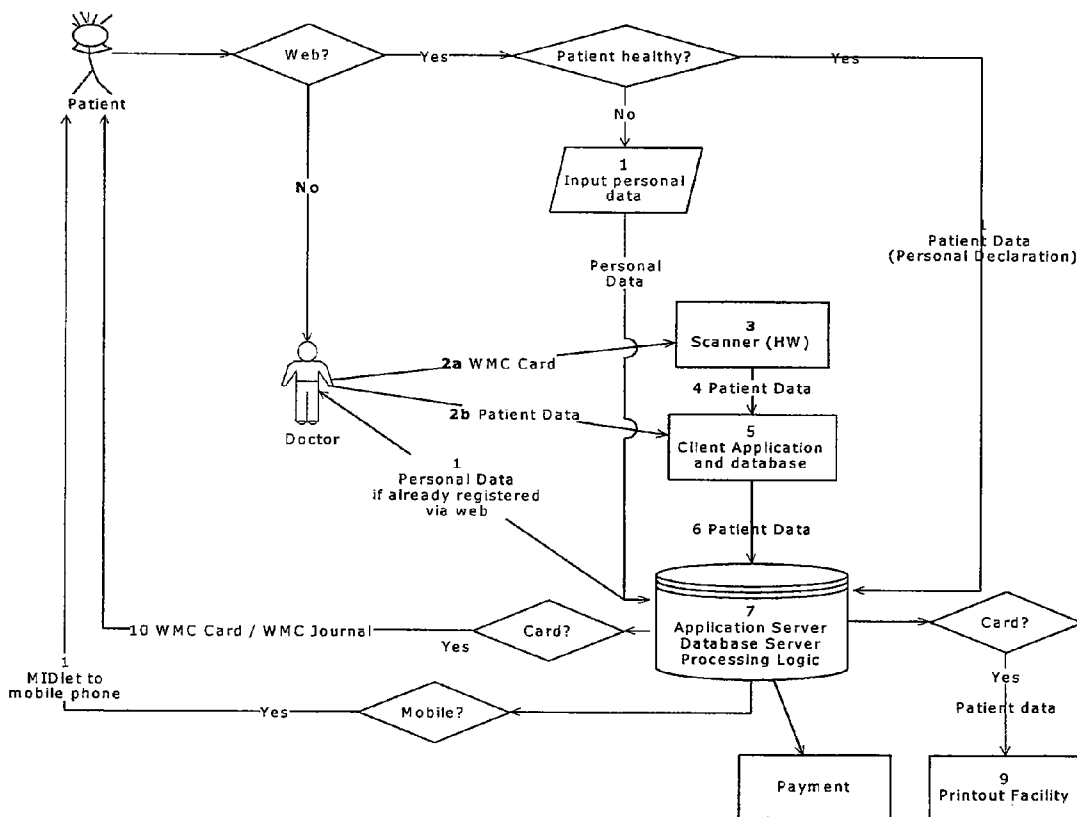 Web?
Yes
Patient healthy?
Yes
Patient
No
1
Input personal
data
No
1
Patient Data
(Personal Declaration)
Personal
Data
3
Scanner (HW)
2a WMC Card
4 Patient Data
2b Patient Data
5
Client Application
and database
Doctor
1
Personal Data
if already registered
via web
6 Patient Data
7
Application Server
Database Server
Processing Logic
Card?
10 WMC Card / WMC Journal
Yes
Card?
1
MIDlet to
mobile phone
Yes
Mobile?
Yes
Patient data
Payment
9
Printout Facility